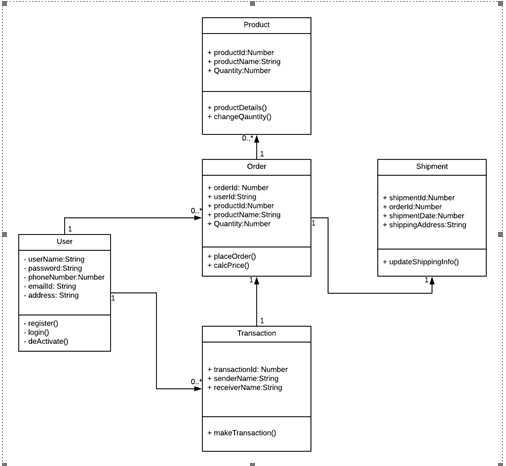 Product
+ productId:Number
+ productName:String
+ Quantity:Number
+ productDetails()
+ changeQauntity()
0..*
1
Order
+ orderId: Number
+ userId:String
+ productId:Number
+ productName:String
+ Quantity:Number
+ placeOrder()
+ calcPrice()
Shipment
+ shipmentId:Number
+ orderId:Number
+ shipmentDate:Number
+ shippingAddress:String
+ updateShippingInfo()
0..*
1
1
1
User
- userName:String
- password:String
- phoneNumber:Number
- emailId: String
- address: String
- register()
- login()
- deActivate()
1
1
1
0..*
Transaction
+ transactionId: Number
+ senderName:String
+ receiverName:String
+ makeTransaction()